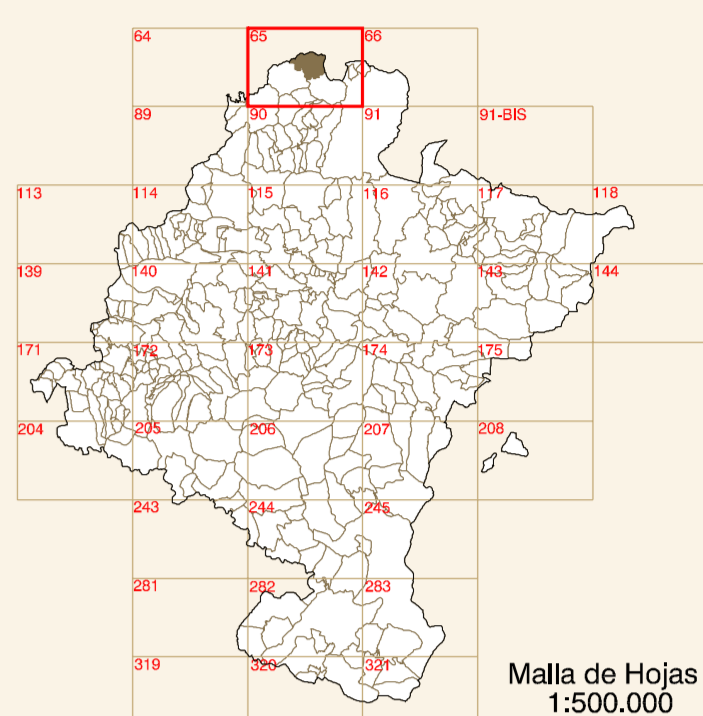 64 65 66
89 90 91 91-BIS
113 114 115 116 117 118
139 140 141 142 143 144
171 172 173 174 175
204 205 206 207 208
243 244 245
281 282 283
319 320 321
Malla de Hojas
1:500.000